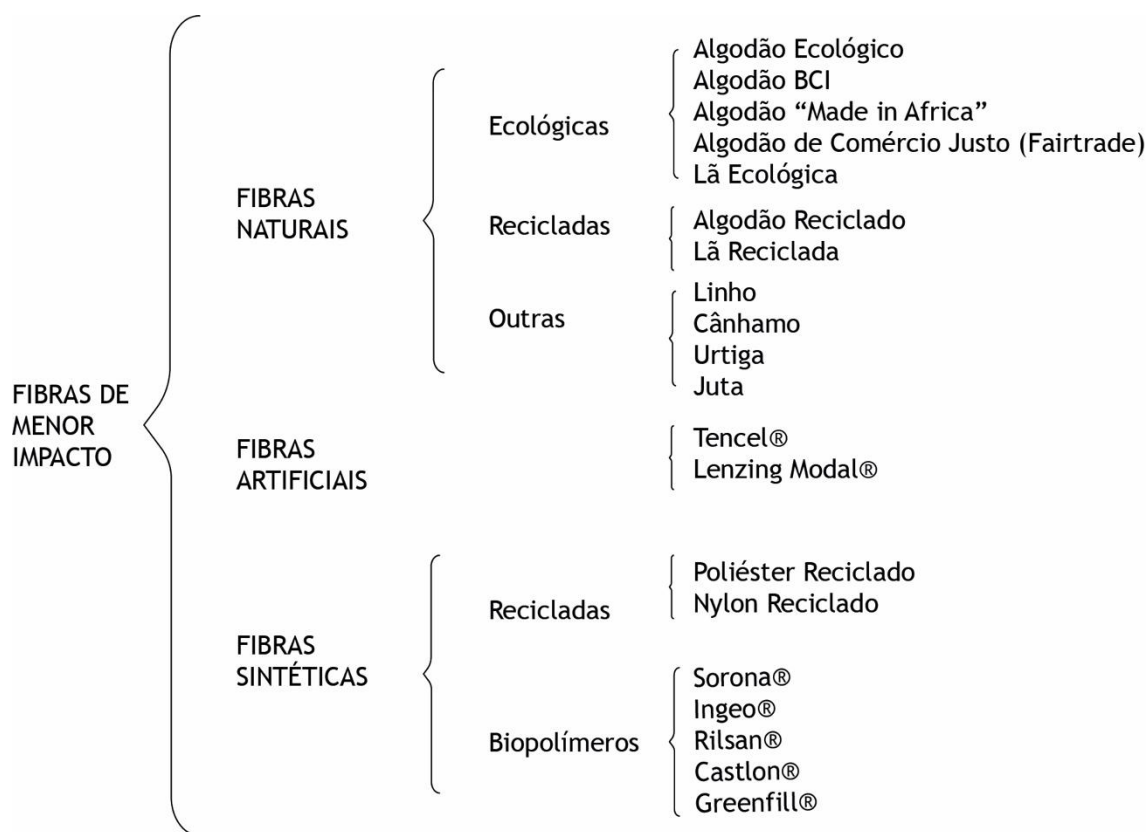 FIBRAS DE
MENOR
IMPACTO
FIBRAS
NATURAIS
Ecológicas
Algodão Ecológico
Algodão BCI
Algodão “Made in Africa”
Algodão de Comércio Justo (Fairtrade)
Lã Ecológica
Recicladas
Algodão Reciclado
Lã Reciclada
Outras
Linho
Cânhamo
Urtiga
Juta
FIBRAS
ARTIFICIAIS
Tencel®
Lenzing Modal®
FIBRAS
SINTÉTICAS
Recicladas
Poliéster Reciclado
Nylon Reciclado
Biopolímeros
Sorona®
Ingeo®
Rilsan®
Castlon®
Greenfill®